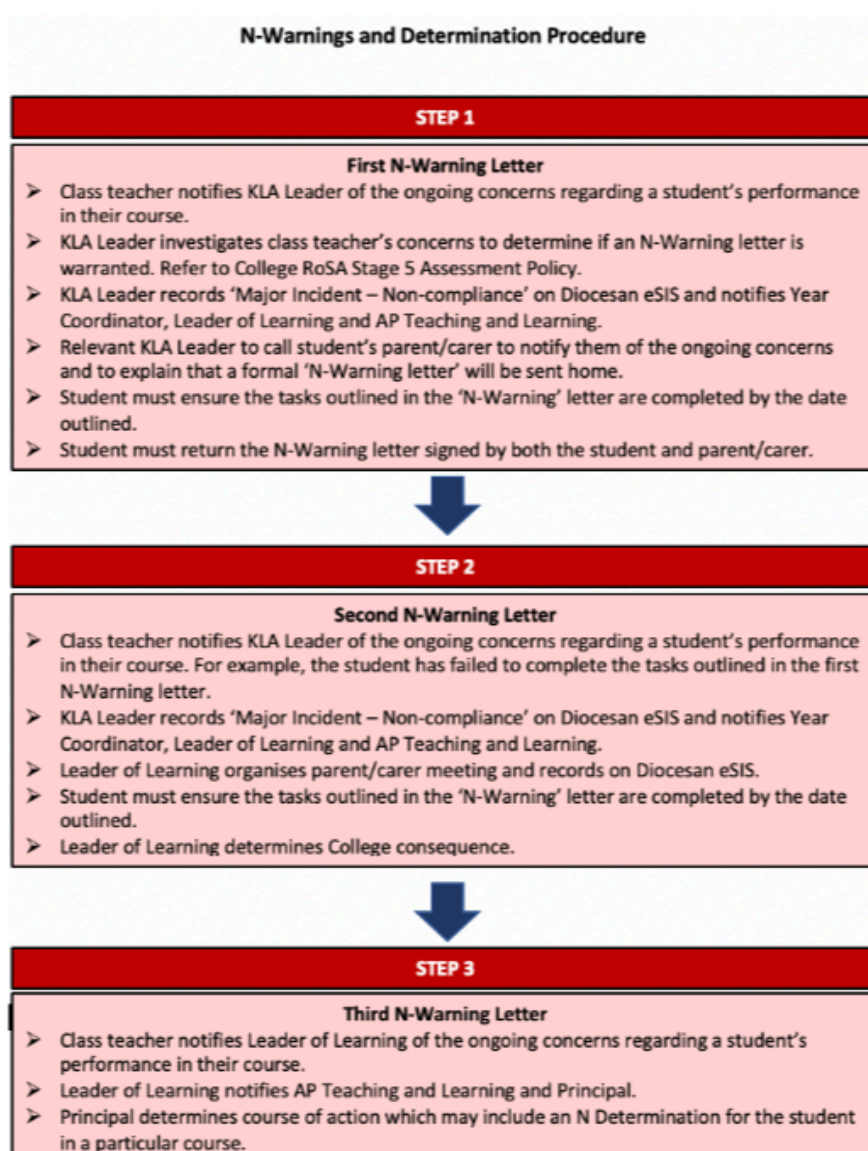 N-Warnings and Determination Procedure
STEP 1
First N-Warning Letter
➤ Class teacher notifies KLA Leader of the ongoing concerns regarding a student's performance
in their course.
➤ KLA Leader investigates class teacher's concerns to determine if an N-Warning letter is
warranted. Refer to College RoSA Stage 5 Assessment Policy.
➤ KLA Leader records 'Major Incident – Non-compliance' on Diocesan eSIS and notifies Year
Coordinator, Leader of Learning and AP Teaching and Learning.
➤ Relevant KLA Leader to call student's parent/carer to notify them of the ongoing concerns
and to explain that a formal 'N-Warning letter' will be sent home.
➤ Student must ensure the tasks outlined in the 'N-Warning' letter are completed by the date
outlined.
➤ Student must return the N-Warning letter signed by both the student and parent/carer.
STEP 2
Second N-Warning Letter
➤ Class teacher notifies KLA Leader of the ongoing concerns regarding a student's performance
in their course. For example, the student has failed to complete the tasks outlined in the first
N-Warning letter.
➤ KLA Leader records 'Major Incident – Non-compliance' on Diocesan eSIS and notifies Year
Coordinator, Leader of Learning and AP Teaching and Learning.
➤ Leader of Learning organises parent/carer meeting and records on Diocesan eSIS.
➤ Student must ensure the tasks outlined in the 'N-Warning' letter are completed by the date
outlined.
➤ Leader of Learning determines College consequence.
STEP 3
Third N-Warning Letter
➤ Class teacher notifies Leader of Learning of the ongoing concerns regarding a student's
performance in their course.
➤ Leader of Learning notifies AP Teaching and Learning and Principal.
➤ Principal determines course of action which may include an N Determination for the student
in a particular course.